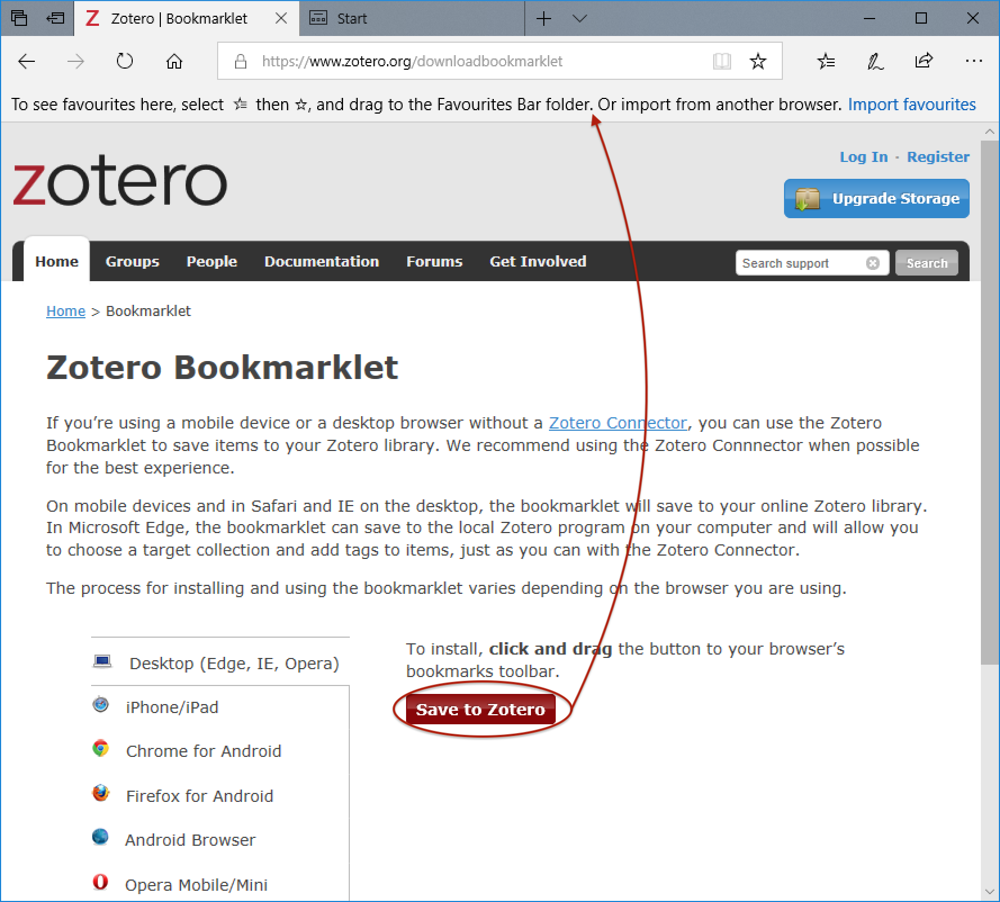 Zotero | Bookmarklet
Start
https://www.zotero.org/downloadbookmarklet
To see favourites here, select then , and drag to the Favourites Bar folder. Or import from another browser. Import favourites
zotero
Log In · Register
Upgrade Storage
Home Groups People Documentation Forums Get Involved
Search support
Search
Home > Bookmarklet
Zotero Bookmarklet
If you’re using a mobile device or a desktop browser without a Zotero Connector, you can use the Zotero
Bookmarklet to save items to your Zotero library. We recommend using the Zotero Connnector when possible
for the best experience.
On mobile devices and in Safari and IE on the desktop, the bookmarklet will save to your online Zotero library.
In Microsoft Edge, the bookmarklet can save to the local Zotero program on your computer and will allow you
to choose a target collection and add tags to items, just as you can with the Zotero Connector.
The process for installing and using the bookmarklet varies depending on the browser you are using.
Desktop (Edge, IE, Opera)
iPhone/iPad
Chrome for Android
Firefox for Android
Android Browser
Opera Mobile/Mini
To install, click and drag the button to your browser’s
bookmarks toolbar.
Save to Zotero